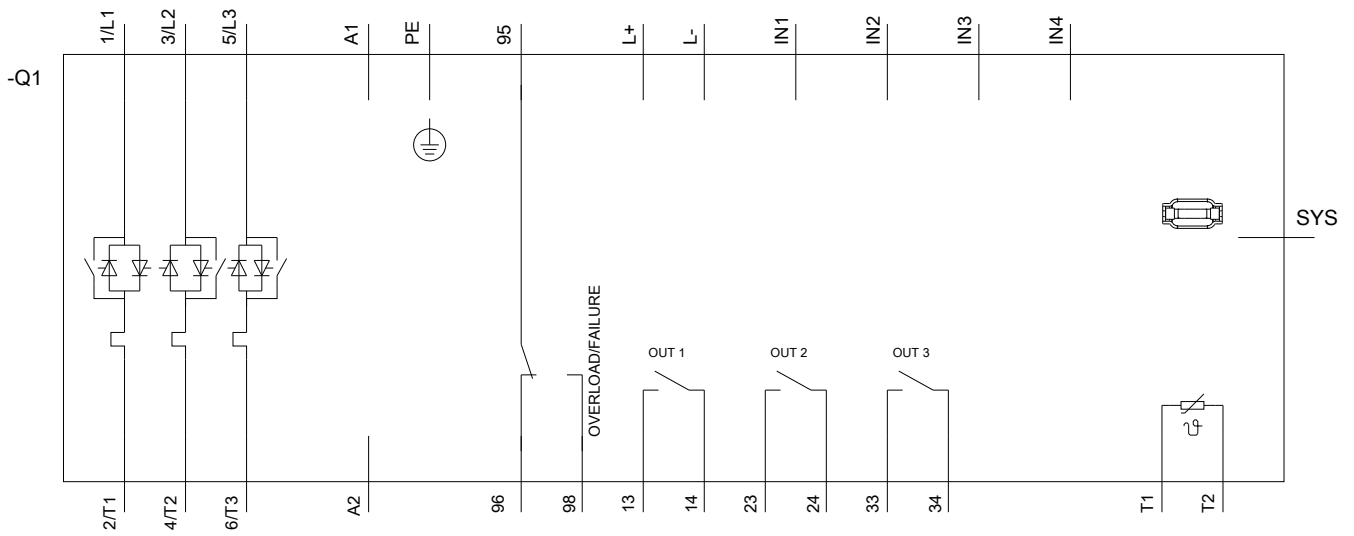 1/L1
3/L2
5/L3
A1
PE
95
L+
L-
IN1
IN2
IN3
IN4
-Q1
SYS
OVERLOAD/FAILURE
OUT 1
OUT 2
OUT 3
ϑ
2/T1
4/T2
6/T3
A2
96
98
13
14
23
24
33
34
T1
T2